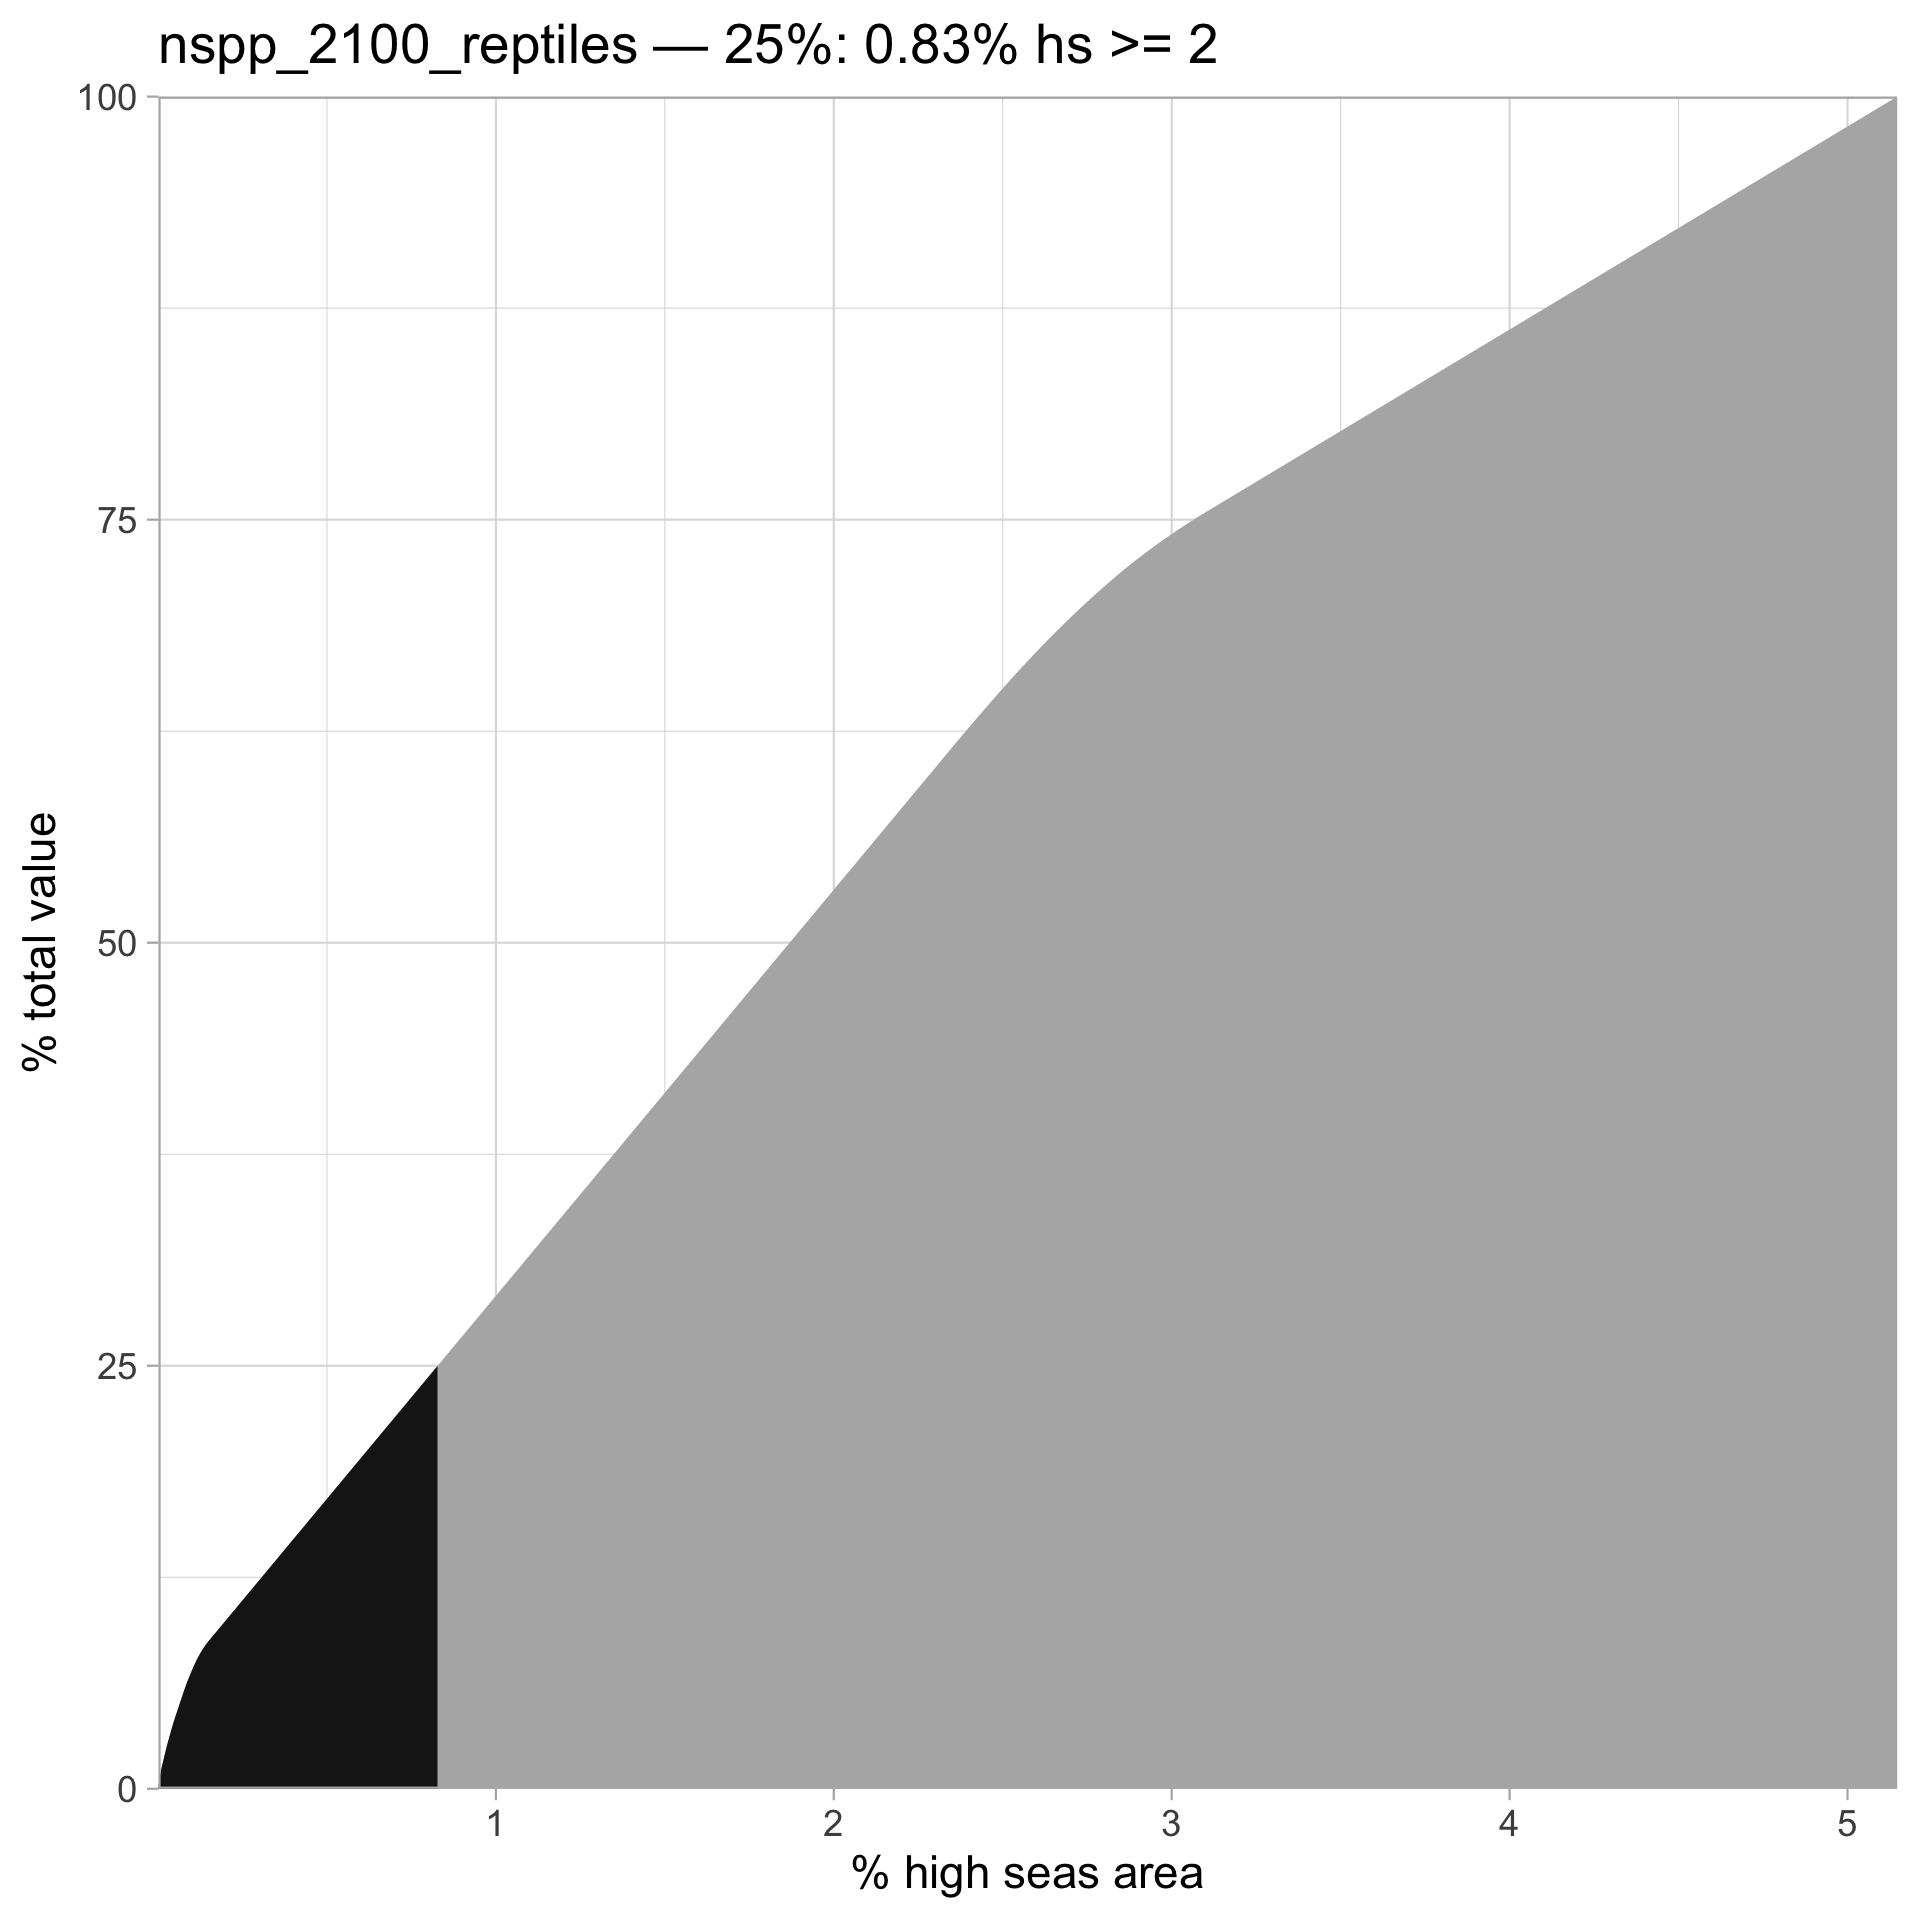 nspp_2100_reptiles — 25%: 0.83% hs >= 2
100
75
50
25
0
% total value
1 2 3 4 5
% high seas area